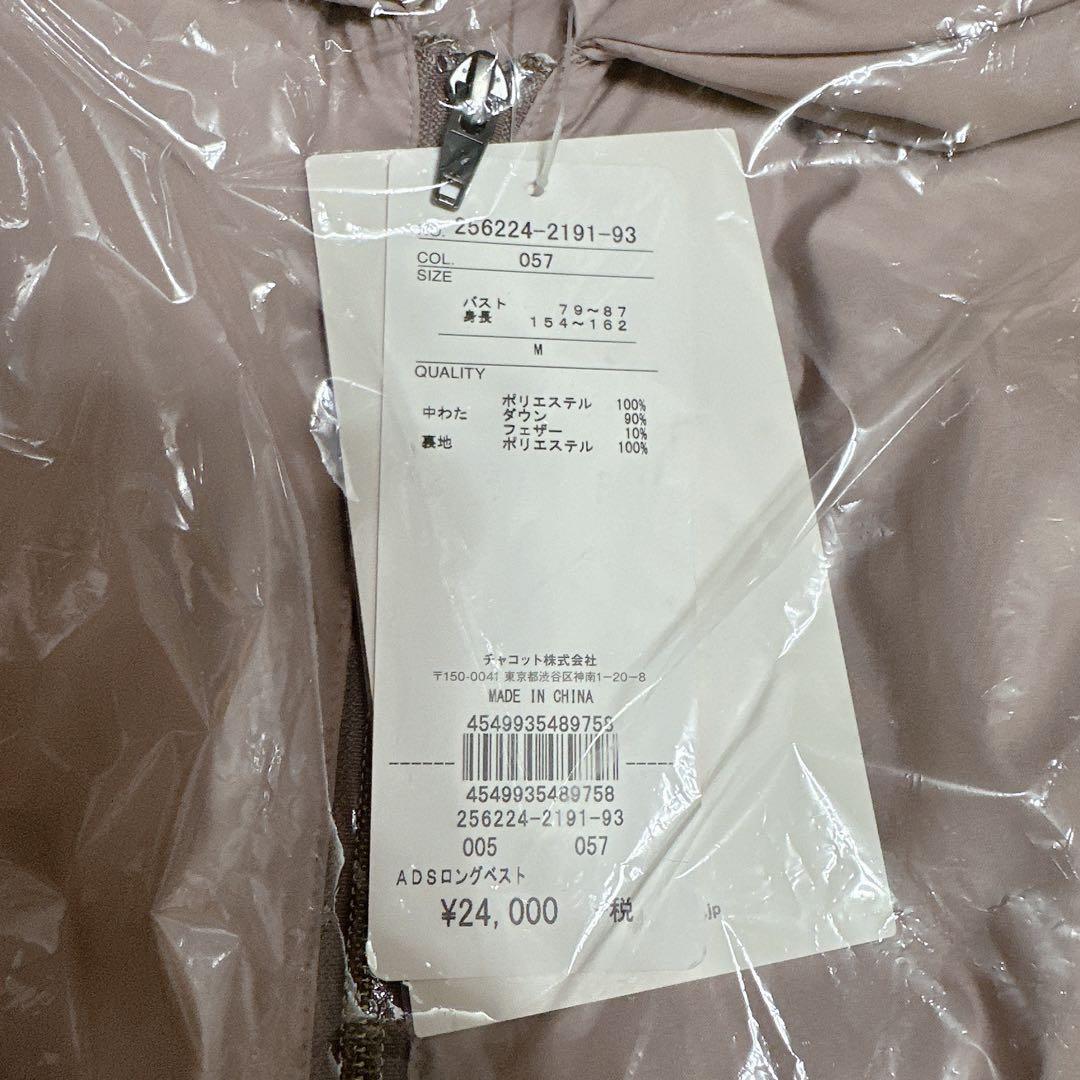 NO. 256224-2191-93
COL. 057
SIZE
バスト 79～87
身長 154～162
M
QUALITY
ポリエステル 100%
中わた ダウン 90%
フェザー 10%
裏地 ポリエステル 100%
チャコット株式会社
〒150-0041 東京都渋谷区神南1-20-8
MADE IN CHINA
4549935489758
4549935489758
256224-2191-93
005 057
ADSロングベスト
¥24,000 税
.jp